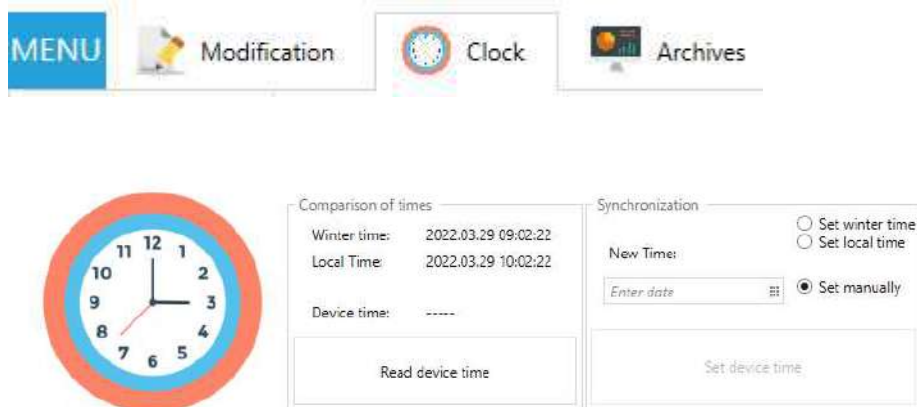 MENU
Modification
Clock
Archives
12
11
1
10
2
9
3
8
4
7
5
6
Comparison of times
Winter time: 2022.03.29 09:02:22
Local Time: 2022.03.29 10:02:22
Device time: -----
Read device time
Synchronization
Set winter time
Set local time
New Time:
Enter date
Set manually
Set device time